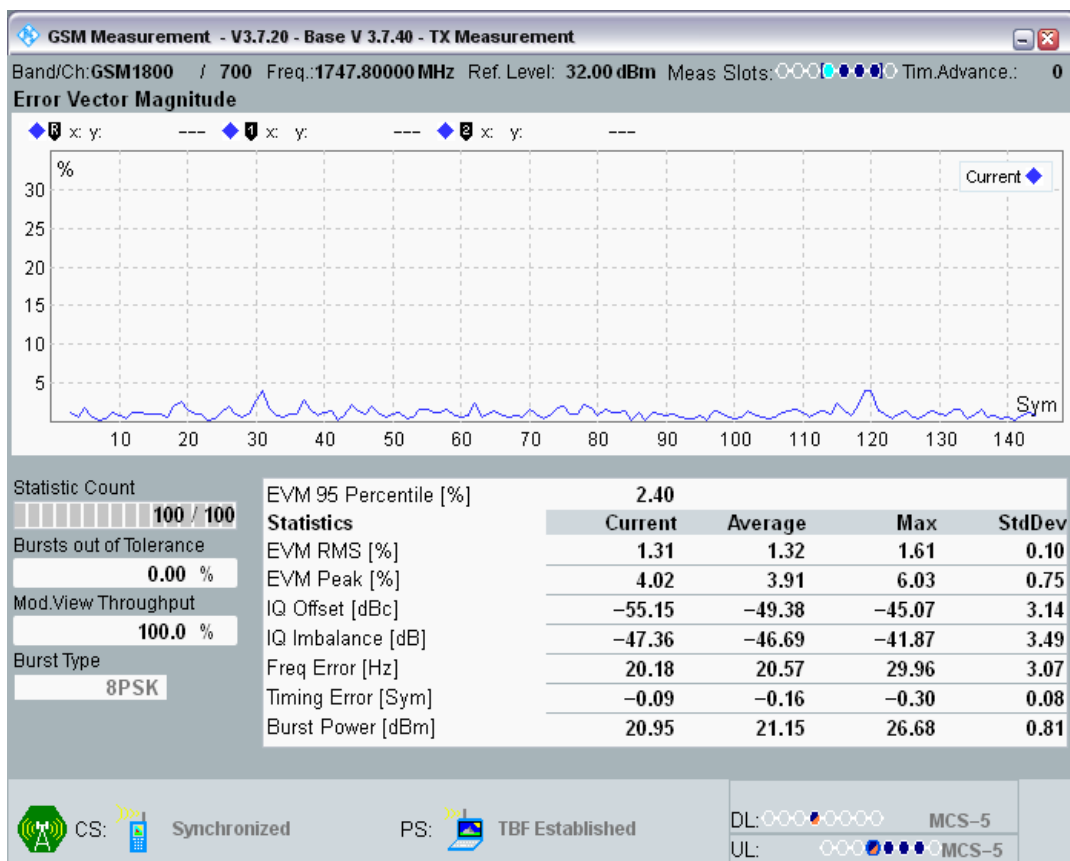 GSM Measurement - V3.7.20 - Base V 3.7.40 - TX Measurement
Band/Ch:GSM1800 / 700 Freq.:1747.80000 MHz Ref. Level: 32.00 dBm Meas Slots: Tim.Advance.: 0
Error Vector Magnitude
R x: y: --- 1 x: y: --- 2 x: y: ---
%
Current
30
25
20
15
10
5
Sym
10 20 30 40 50 60 70 80 90 100 110 120 130 140
Statistic Count
100 / 100
Bursts out of Tolerance
0.00 %
Mod.View Throughput
100.0 %
Burst Type
8PSK
EVM 95 Percentile [%] 2.40
Statistics Current Average Max StdDev
EVM RMS [%] 1.31 1.32 1.61 0.10
EVM Peak [%] 4.02 3.91 6.03 0.75
IQ Offset [dBc] −55.15 −49.38 −45.07 3.14
IQ Imbalance [dB] −47.36 −46.69 −41.87 3.49
Freq Error [Hz] 20.18 20.57 29.96 3.07
Timing Error [Sym] −0.09 −0.16 −0.30 0.08
Burst Power [dBm] 20.95 21.15 26.68 0.81
CS: Synchronized PS: TBF Established
DL: MCS−5
UL: MCS−5